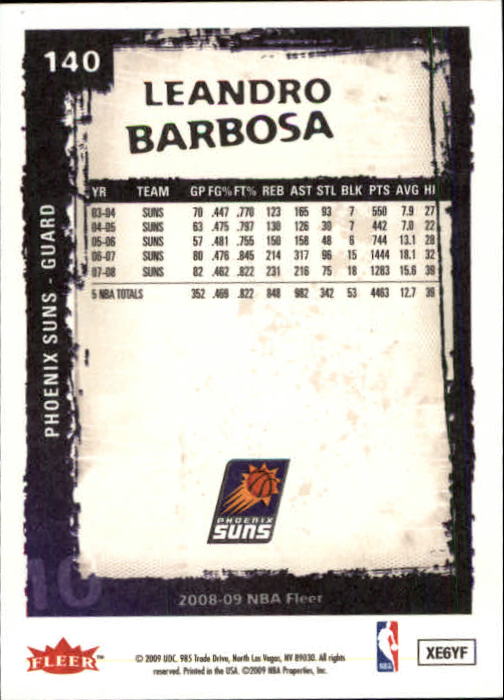 140
LEANDRO
BARBOSA
PHOENIX SUNS - GUARD
YR TEAM GP FG% FT% REB AST STL BLK PTS AVG HI
03-04 SUNS 70 .447 .770 123 165 93 7 550 7.9 27
04-05 SUNS 63 .475 .797 130 126 30 7 442 7.0 22
05-06 SUNS 57 .481 .755 150 158 48 6 744 13.1 28
06-07 SUNS 80 .476 .845 214 317 96 15 1444 18.1 32
07-08 SUNS 82 .462 .822 231 216 75 18 1283 15.6 39
5 NBA TOTALS 352 .469 .822 848 982 342 53 4463 12.7 39
PHOENIX
SUNS
10
2008-09 NBA Fleer
FLEER
© 2009 UDC. 985 Trade Drive, North Las Vegas, NV 89030. All rights
reserved. Printed in the USA. ©2009 NBA Properties, Inc.
NBA
XE6YF